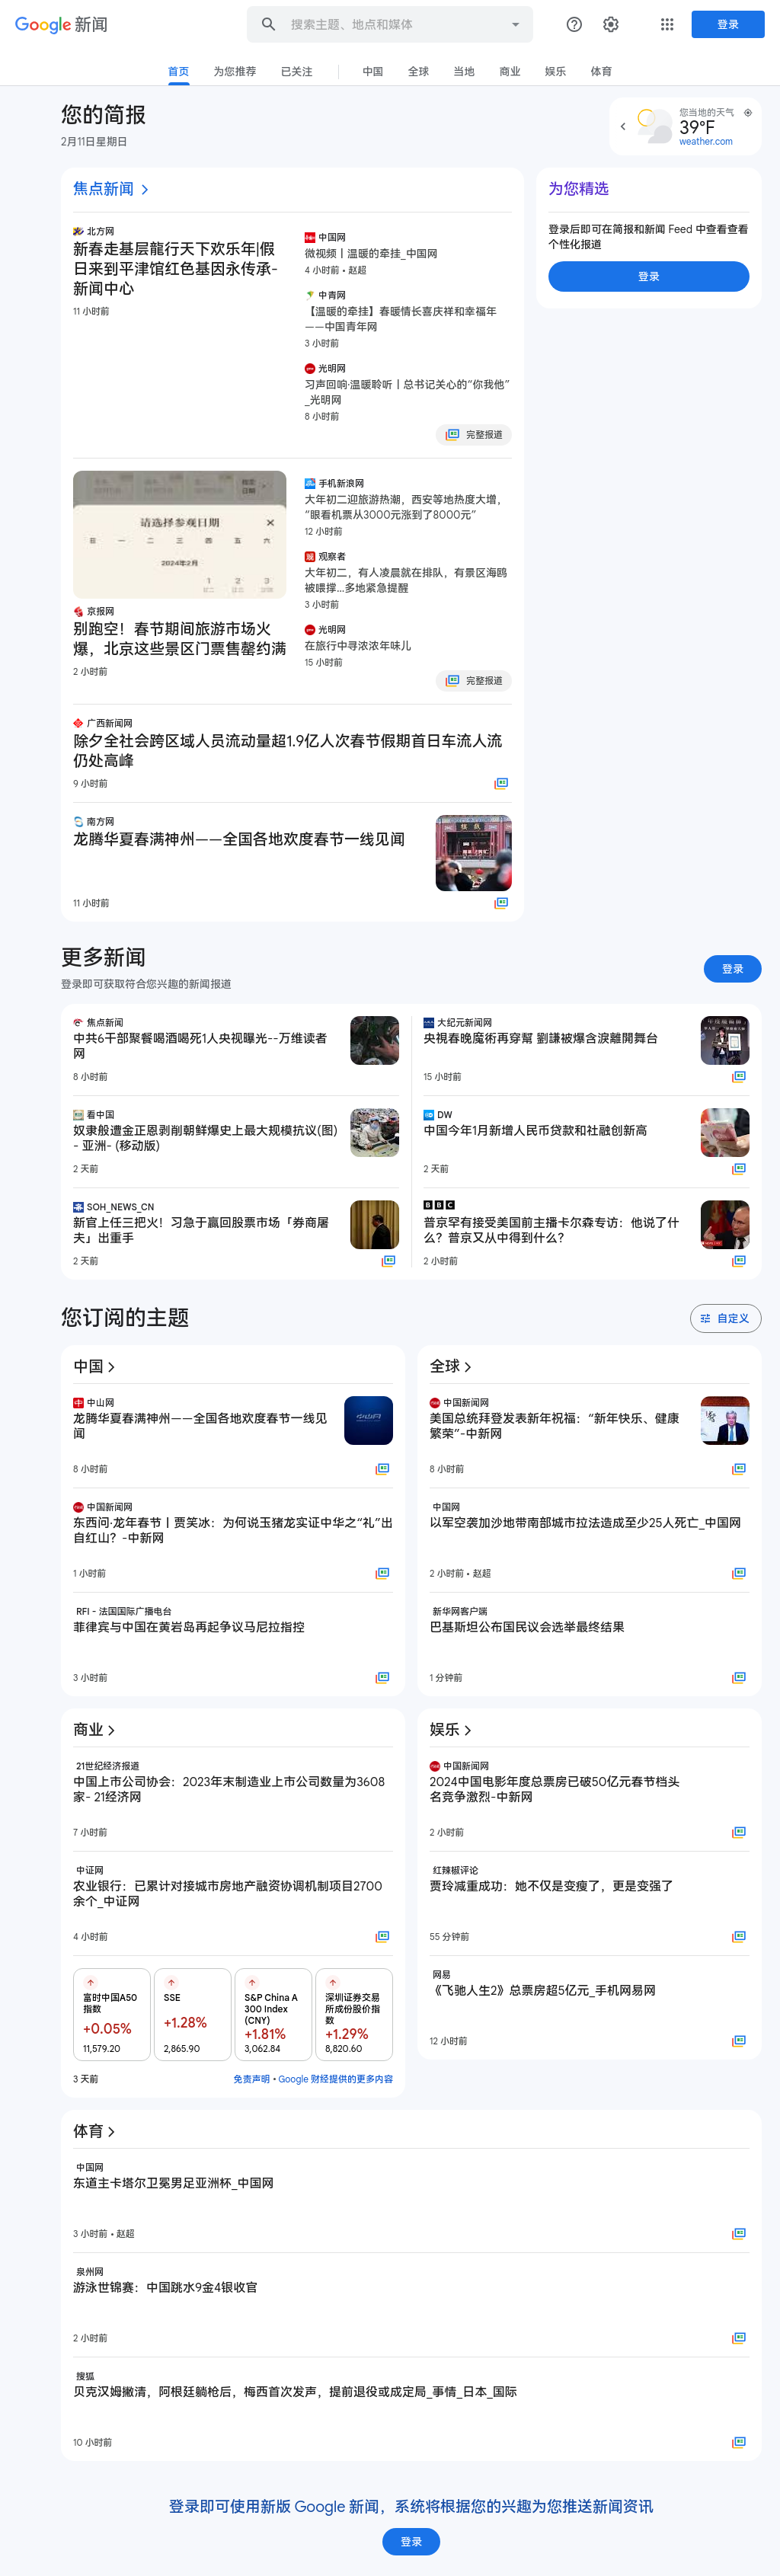 Google 新闻
搜索主题、地点和媒体
登录
首页 为您推荐 已关注 中国 全球 当地 商业 娱乐 体育
您的简报
2月11日星期日
您当地的天气
39°F
weather.com
焦点新闻
北方网
新春走基层龍行天下欢乐年|假
日来到平津馆红色基因永传承-
新闻中心
11 小时前
中国网
微视频丨温暖的牵挂_中国网
4 小时前 • 赵超
中青网
【温暖的牵挂】春暖情长喜庆祥和幸福年
——中国青年网
3 小时前
光明网
习声回响·温暖聆听丨总书记关心的“你我他”
_光明网
8 小时前
完整报道
为您精选
登录后即可在简报和新闻 Feed 中查看查看
个性化报道
登录
请选择参观日期
日 一 二 三 四 五 六
2024年2月
1 2 3
京报网
别跑空！春节期间旅游市场火
爆，北京这些景区门票售罄约满
2 小时前
手机新浪网
大年初二迎旅游热潮，西安等地热度大增，
“眼看机票从3000元涨到了8000元”
12 小时前
观察者
大年初二，有人凌晨就在排队，有景区海鸥
被喂撑…多地紧急提醒
3 小时前
光明网
在旅行中寻浓浓年味儿
15 小时前
完整报道
广西新闻网
除夕全社会跨区域人员流动量超1.9亿人次春节假期首日车流人流
仍处高峰
9 小时前
南方网
龙腾华夏春满神州——全国各地欢度春节一线见闻
11 小时前
更多新闻
登录即可获取符合您兴趣的新闻报道
登录
焦点新闻
中共6干部聚餐喝酒喝死1人央视曝光--万维读者
网
8 小时前
大纪元新闻网
央視春晚魔術再穿幫 劉謙被爆含淚離開舞台
15 小时前
看中国
奴隶般遭金正恩剥削朝鲜爆史上最大规模抗议(图)
- 亚洲- (移动版)
2 天前
DW
中国今年1月新增人民币贷款和社融创新高
2 天前
SOH_NEWS_CN
新官上任三把火！习急于赢回股票市场「券商屠
夫」出重手
2 天前
BBC
普京罕有接受美国前主播卡尔森专访：他说了什
么？普京又从中得到什么？
2 小时前
您订阅的主题
自定义
中国
中山网
龙腾华夏春满神州——全国各地欢度春节一线见
闻
8 小时前
中国新闻网
东西问·龙年春节丨贾笑冰：为何说玉猪龙实证中华之“礼”出
自红山？-中新网
1 小时前
RFI - 法国国际广播电台
菲律宾与中国在黄岩岛再起争议马尼拉指控
3 小时前
全球
中国新闻网
美国总统拜登发表新年祝福：“新年快乐、健康
繁荣”-中新网
8 小时前
中国网
以军空袭加沙地带南部城市拉法造成至少25人死亡_中国网
2 小时前 • 赵超
新华网客户端
巴基斯坦公布国民议会选举最终结果
1 分钟前
商业
21世纪经济报道
中国上市公司协会：2023年末制造业上市公司数量为3608
家- 21经济网
7 小时前
中证网
农业银行：已累计对接城市房地产融资协调机制项目2700
余个_中证网
4 小时前
富时中国A50
指数
+0.05%
11,579.20
SSE
+1.28%
2,865.90
S&P China A
300 Index
(CNY)
+1.81%
3,062.84
深圳证券交易
所成份股价指
数
+1.29%
8,820.60
3 天前
免责声明 • Google 财经提供的更多内容
娱乐
中国新闻网
2024中国电影年度总票房已破50亿元春节档头
名竞争激烈-中新网
2 小时前
红辣椒评论
贾玲减重成功：她不仅是变瘦了，更是变强了
55 分钟前
网易
《飞驰人生2》总票房超5亿元_手机网易网
12 小时前
体育
中国网
东道主卡塔尔卫冕男足亚洲杯_中国网
3 小时前 • 赵超
泉州网
游泳世锦赛：中国跳水9金4银收官
2 小时前
搜狐
贝克汉姆撇清，阿根廷躺枪后，梅西首次发声，提前退役或成定局_事情_日本_国际
10 小时前
登录即可使用新版 Google 新闻，系统将根据您的兴趣为您推送新闻资讯
登录